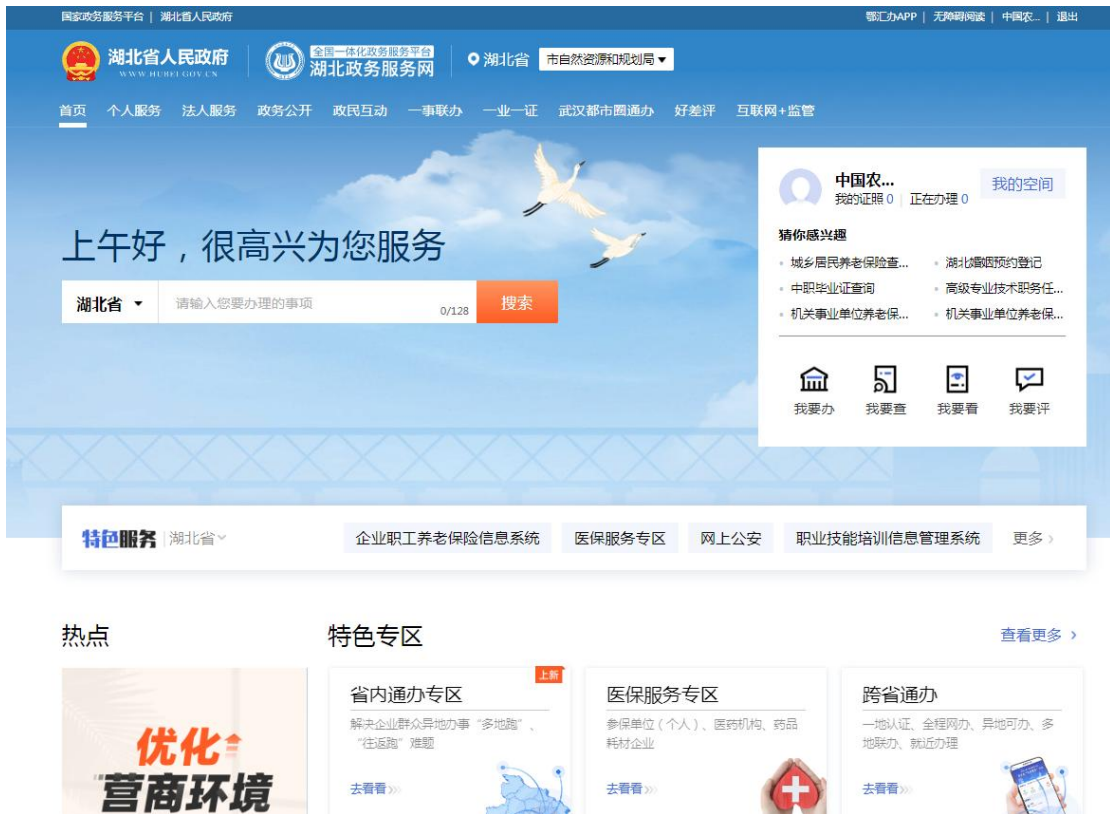 国家政务服务平台 | 湖北省人民政府
鄂汇办APP | 无障碍阅读 | 中国农... | 退出
湖北省人民政府
WWW.HUBEI.GOV.CN
全国一体化政务服务平台
湖北政务服务网
湖北省 市自然资源和规划局
首页 个人服务 法人服务 政务公开 政民互动 一事联办 一业一证 武汉都市圈通办 好差评 互联网+监管
上午好，很高兴为您服务
湖北省 请输入您要办理的事项 0/128 搜索
中国农...
我的证照 0 | 正在办理 0
我的空间
猜你感兴趣
城乡居民养老保险查... 湖北婚姻预约登记
中职毕业证查询 高级专业技术职务任...
机关事业单位养老保... 机关事业单位养老保...
我要办 我要查 我要看 我要评
特色服务 湖北省 企业职工养老保险信息系统 医保服务专区 网上公安 职业技能培训信息管理系统 更多
热点 特色专区 查看更多
优化
营商环境
上新
省内通办专区
解决企业群众异地办事“多地跑”、
“往返跑”难题
去看看
医保服务专区
参保单位（个人）、医药机构、药品
耗材企业
去看看
跨省通办
一地认证、全程网办、异地可办、多
地联办、就近办理
去看看